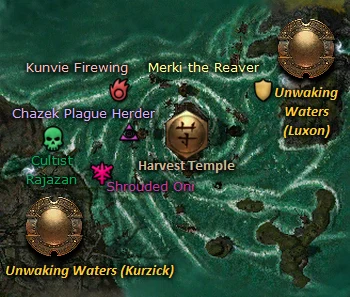 Kunvie Firewing
Merki the Reaver
Unwaking
Waters
(Luxon)
Chazek Plague Herder
Cultist
Rajazan
Harvest Temple
Shrouded Oni
Unwaking Waters (Kurzick)